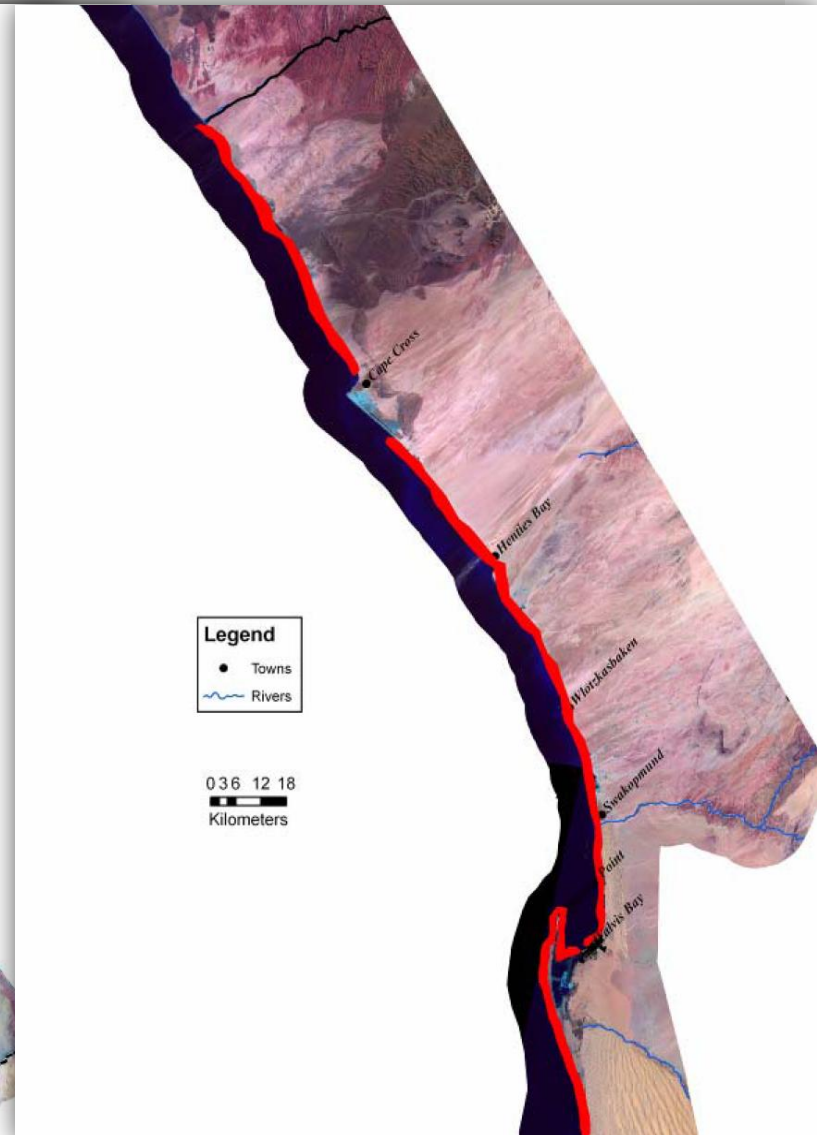 Cape Cross
Henties Bay
Wlotzkasbaken
Swakopmund
Point
Walvis Bay
Legend
Towns
Rivers
0 3 6 12 18
Kilometers